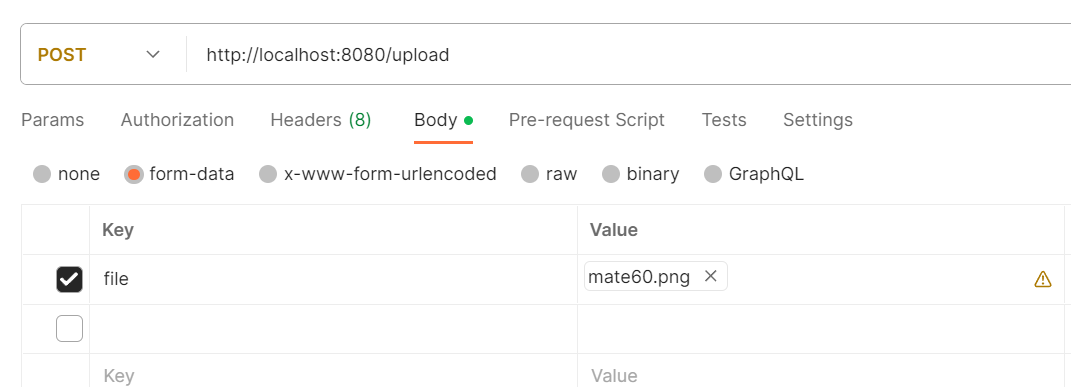 POST http://localhost:8080/upload
Params Authorization Headers (8) Body Pre-request Script Tests Settings
none form-data x-www-form-urlencoded raw binary GraphQL
Key Value
file mate60.png
Key Value